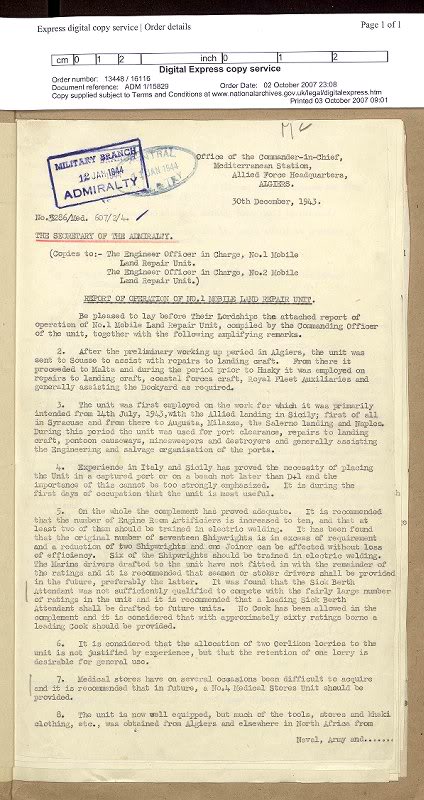 Express digital copy service | Order details
Page 1 of 1
cm 0 1 2
inch 0 1 2
Digital Express copy service
Order number: 13448 / 16116
Document reference: ADM 1/15829 Order Date: 02 October 2007 23:08
Copy supplied subject to Terms and Conditions at www.nationalarchives.gov.uk/legal/digitalexpress.htm
Printed 03 October 2007 09:01
MILITARY BRANCH
12 JAN 1944
ADMIRALTY
JAN 1944
Office of the Commander-in-Chief,
Mediterranean Station,
Allied Force Headquarters,
ALGIERS.
30th December, 1943.
No. 3286/Med. 607/2/4.
THE SECRETARY OF THE ADMIRALTY.
(Copies to:- The Engineer Officer in Charge, No.1 Mobile
Land Repair Unit.
The Engineer Officer in Charge, No.2 Mobile
Land Repair Unit.)
REPORT OF OPERATION OF NO.1 MOBILE LAND REPAIR UNIT.
Be pleased to lay before Their Lordships the attached report of
operation of No.1 Mobile Land Repair Unit, compiled by the Commanding Officer
of the unit, together with the following amplifying remarks.
2. After the preliminary working up period in Algiers, the unit was
sent to Sousse to assist with repairs to landing craft. From there it
proceeded to Malta and during the period prior to Husky it was employed on
repairs to landing craft, coastal forces craft, Royal Fleet Auxiliaries and
generally assisting the Dockyard as required.
3. The unit was first employed on the work for which it was primarily
intended from 14th July, 1943, with the Allied landing in Sicily; first of all
in Syracuse and from there to Augusta, Milazzo, the Salerno landing and Naples.
During this period the unit was used for port clearance, repairs to landing
craft, pontoon causeways, minesweepers and destroyers and generally assisting
the Engineering and salvage organisation of the ports.
4. Experience in Italy and Sicily has proved the necessity of placing
the Unit in a captured port or on a beach not later than D+1 and the
importance of this cannot be too strongly emphasized. It is during the
first days of occupation that the unit is most useful.
5. On the whole the complement has proved adequate. It is recommended
that the number of Engine Room Artificiers is increased to ten, and that at
least two of them should be trained in electric welding. It has been found
that the original number of seventeen Shipwrights is in excess of requirement
and a reduction of two Shipwrights and one Joiner can be affected without loss
of efficiency. Six of the Shipwrights should be trained in electric welding.
The Marine drivers drafted to the unit have not fitted in with the remainder of
the ratings and it is recommended that seamen or stoker drivers shall be provided
in the future, preferably the latter. It was found that the Sick Berth
Attendant was not sufficiently qualified to compete with the fairly large number
of ratings in the unit and it is recommended that a leading Sick Berth
Attendant shall be drafted to future units. No Cook has been allowed in the
complement and it is considered that with approximately sixty ratings borne a
leading Cook should be provided.
6. It is considered that the allocation of two Oerlikon lorries to the
unit is not justified by experience, but that the retention of one lorry is
desirable for general use.
7. Medical stores have on several occasions been difficult to acquire
and it is recommended that in future, a No.4 Medical Stores Unit should be
provided.
8. The unit is now well equipped, but much of the tools, stores and khaki
clothing, etc., was obtained from Algiers and elsewhere in North Africa from
Naval, Army and.......